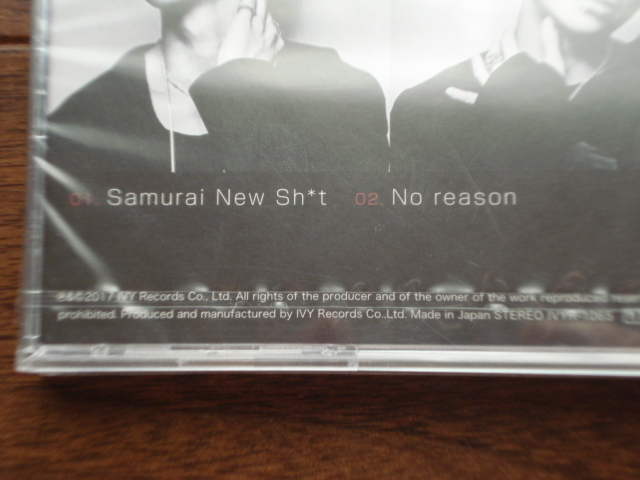 01. Samurai New Sh*t 02. No reason
℗&©2017 IVY Records Co., Ltd. All rights of the producer and of the owner of the work reproduced
prohibited. Produced and manufactured by IVY Records Co.,Ltd. Made in Japan STEREO